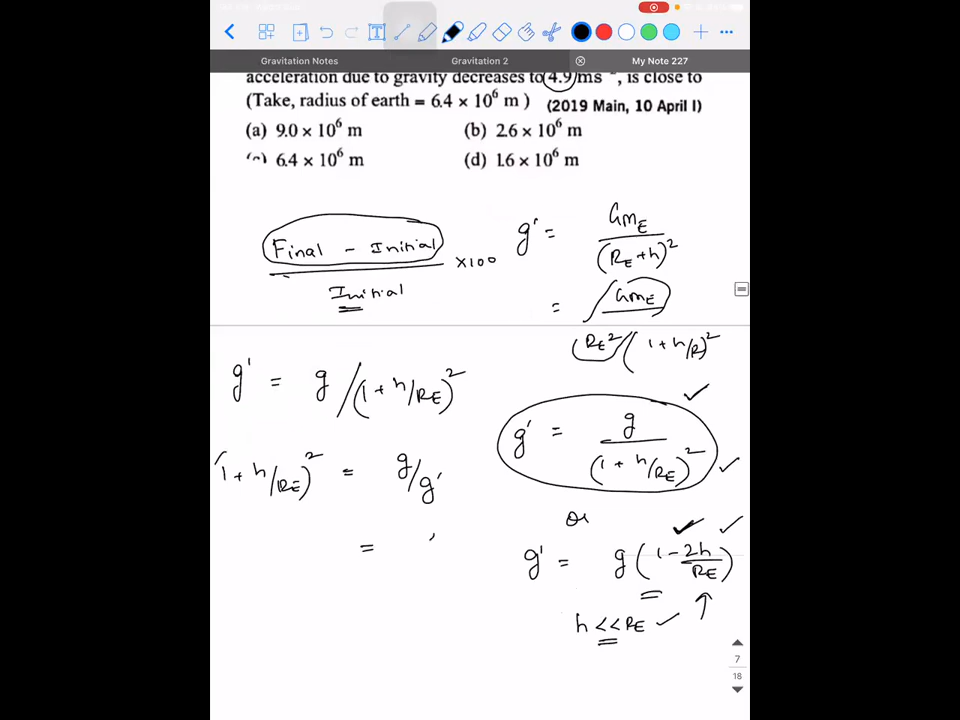 Gravitation Notes
Gravitation 2
My Note 227
acceleration due to gravity decreases to 4.9 ms⁻², is close to
(Take, radius of earth = 6.4 × 10⁶ m ) (2019 Main, 10 April I)
(a) 9.0 × 10⁶ m (b) 2.6 × 10⁶ m
(c) 6.4 × 10⁶ m (d) 1.6 × 10⁶ m
Final - Initial / Initial ×100
g' = GmE / (RE+h)²
= GmE / RE² (1+h/R)²
g' = g/(1+h/RE)²
g' = g / (1+h/RE)²
(1+h/RE)² = g/g'
=
or
g' = g(1-2h/RE)
h<<RE
7
18